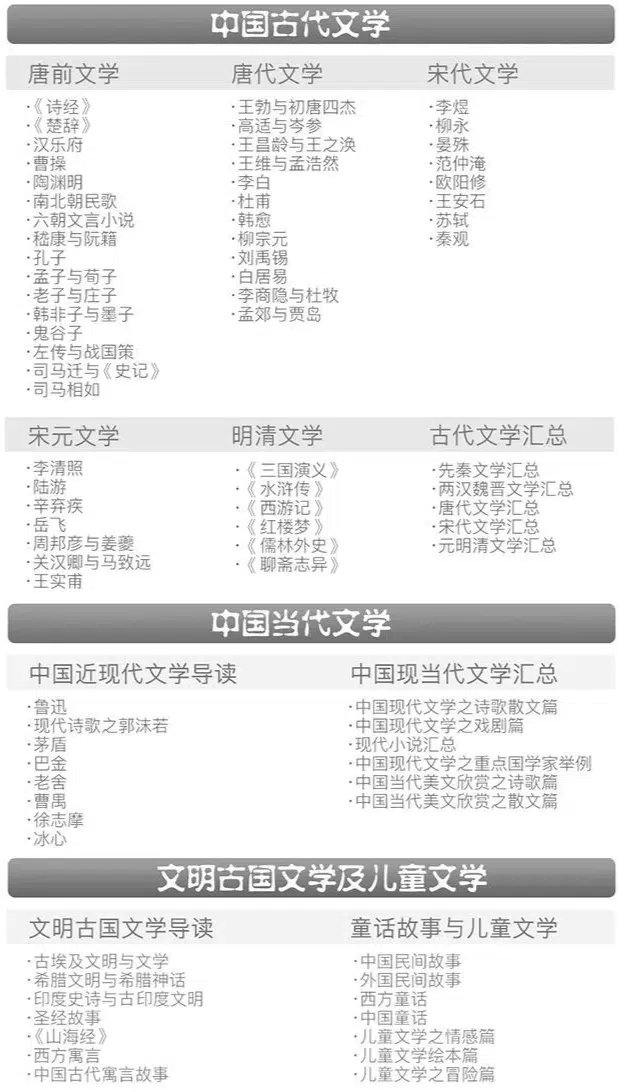 中国古代文学
唐前文学
·《诗经》
·《楚辞》
·汉乐府
·曹操
·陶渊明
·南北朝民歌
·六朝文言小说
·嵇康与阮籍
·孔子
·孟子与荀子
·老子与庄子
·韩非子与墨子
·鬼谷子
·左传与战国策
·司马迁与《史记》
·司马相如
唐代文学
·王勃与初唐四杰
·高适与岑参
·王昌龄与王之涣
·王维与孟浩然
·李白
·杜甫
·韩愈
·柳宗元
·刘禹锡
·白居易
·李商隐与杜牧
·孟郊与贾岛
宋代文学
·李煜
·柳永
·晏殊
·范仲淹
·欧阳修
·王安石
·苏轼
·秦观
宋元文学
·李清照
·陆游
·辛弃疾
·岳飞
·周邦彦与姜夔
·关汉卿与马致远
·王实甫
明清文学
·《三国演义》
·《水浒传》
·《西游记》
·《红楼梦》
·《儒林外史》
·《聊斋志异》
古代文学汇总
·先秦文学汇总
·两汉魏晋文学汇总
·唐代文学汇总
·宋代文学汇总
·元明清文学汇总
中国当代文学
中国近现代文学导读
·鲁迅
·现代诗歌之郭沫若
·茅盾
·巴金
·老舍
·曹禺
·徐志摩
·冰心
中国现当代文学汇总
·中国现代文学之诗歌散文篇
·中国现代文学之戏剧篇
·现代小说汇总
·中国现代文学之重点国学家举例
·中国当代美文欣赏之诗歌篇
·中国当代美文欣赏之散文篇
文明古国文学及儿童文学
文明古国文学导读
·古埃及文明与文学
·希腊文明与希腊神话
·印度史诗与古印度文明
·圣经故事
·《山海经》
·西方寓言
·中国古代寓言故事
童话故事与儿童文学
·中国民间故事
·外国民间故事
·西方童话
·中国童话
·儿童文学之情感篇
·儿童文学绘本篇
·儿童文学之冒险篇